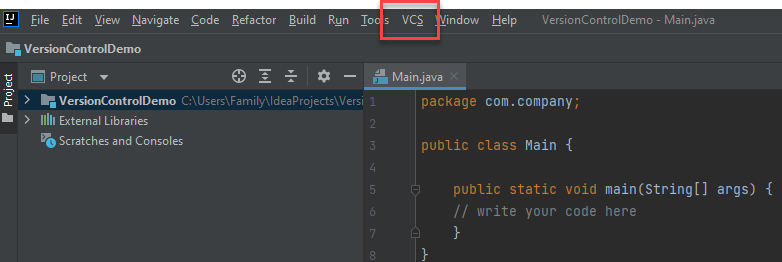 IJ File Edit View Navigate Code Refactor Build Run Tools VCS Window Help VersionControlDemo - Main.java
VersionControlDemo
Project
Project
Main.java
VersionControlDemo C:\Users\Family\IdeaProjects\Versi
External Libraries
Scratches and Consoles
1 package com.company;
2
3 public class Main {
4
5 public static void main(String[] args) {
6 // write your code here
7 }
8 }